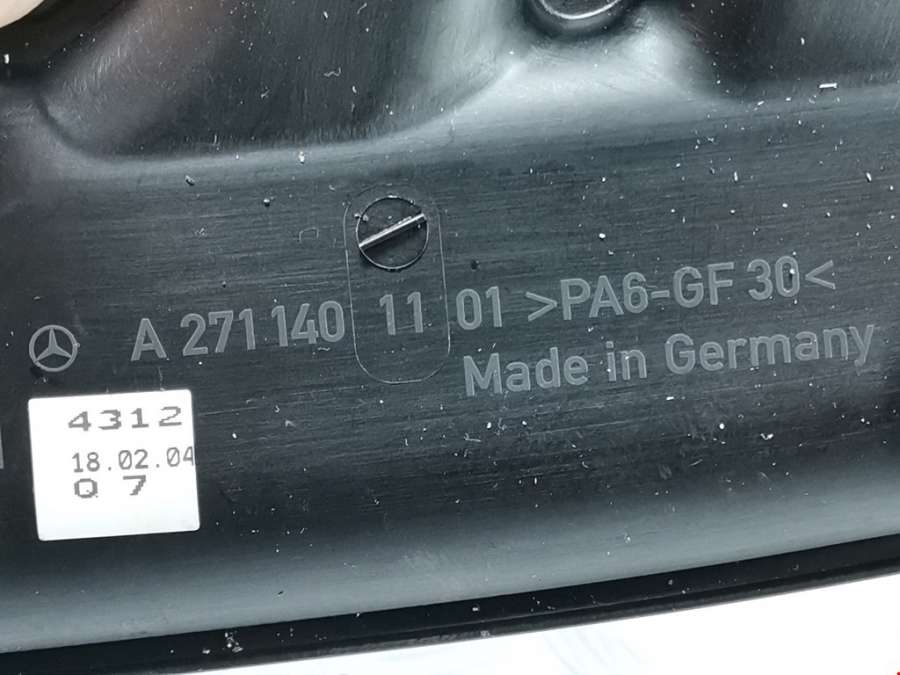 A 271 140 11 01 >PA6-GF 30<
Made in Germany
4312
18.02.04
Q 7